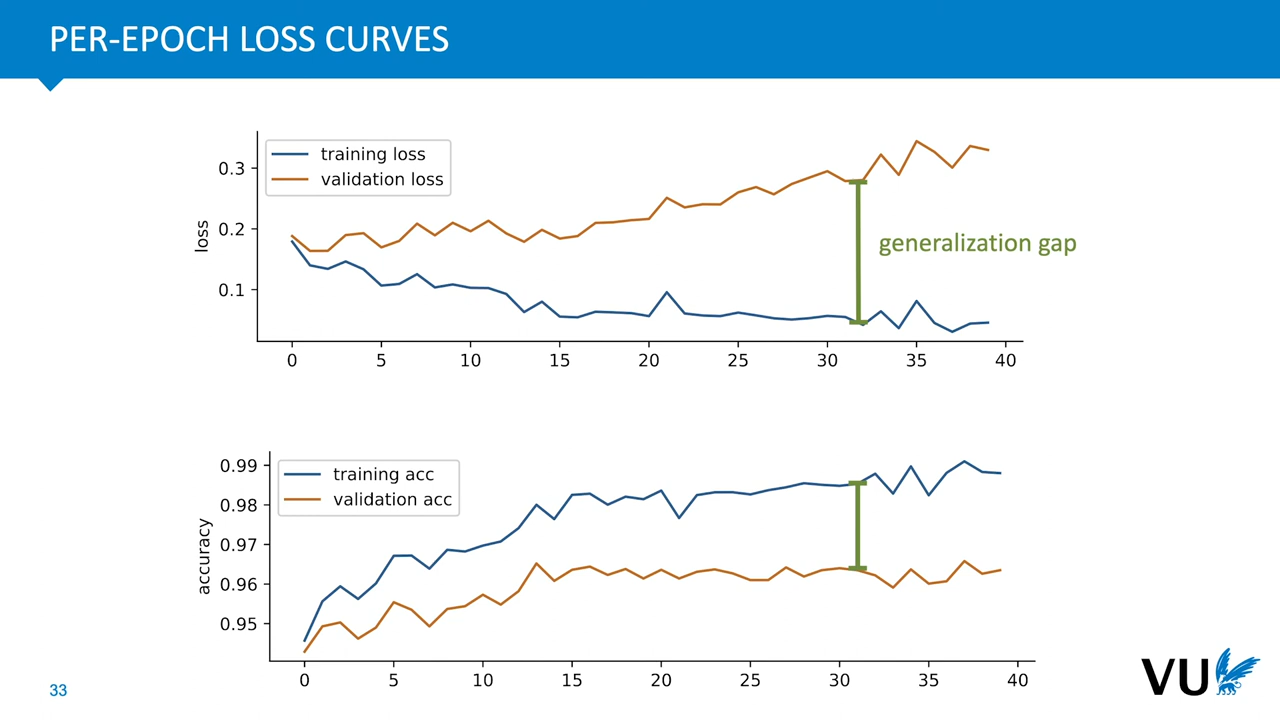 PER-EPOCH LOSS CURVES
training loss
validation loss
0.3
0.2
0.1
loss
generalization gap
0 5 10 15 20 25 30 35 40
training acc
validation acc
0.99
0.98
0.97
0.96
0.95
accuracy
0 5 10 15 20 25 30 35 40
33
VU